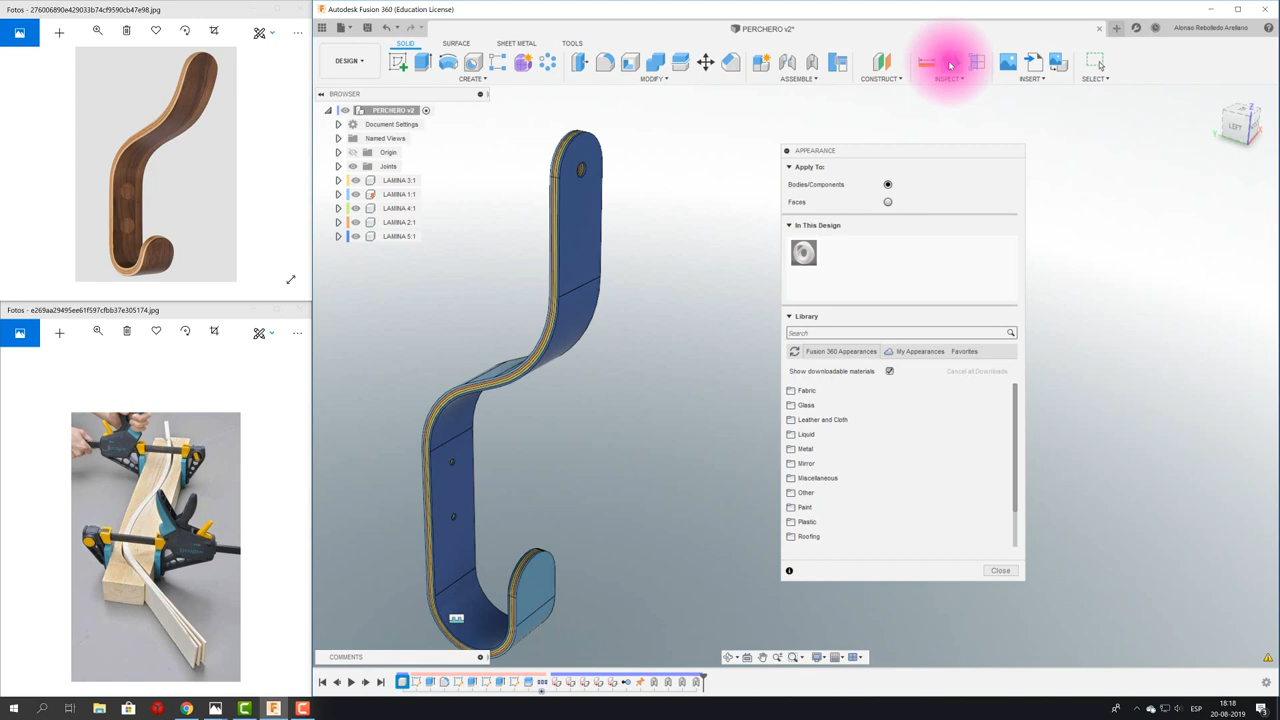 276006890e429033b74cf9590cb47e98.jpg
Fotos - e269aa29495ee61f597cfbb37e305174.jpg
Autodesk Fusion 360 (Education License)
PERCHERO v2*
Alonso Rebolledo Arellano
SOLID
SURFACE
SHEET METAL
TOOLS
DESIGN
CREATE
MODIFY
ASSEMBLE
CONSTRUCT
INSPECT
INSERT
SELECT
BROWSER
PERCHERO v2
Document Settings
Named Views
Origin
Joints
LAMINA 3:1
LAMINA 1:1
LAMINA 4:1
LAMINA 2:1
LAMINA 5:1
LEFT
Z
Y
X
APPEARANCE
Apply To:
Bodies/Components
Faces
In This Design
Library
Search
Fusion 360 Appearances
My Appearances
Favorites
Show downloadable materials
Cancel all Downloads
Fabric
Glass
Leather and Cloth
Liquid
Metal
Mirror
Miscellaneous
Other
Paint
Plastic
Roofing
Close
COMMENTS
ESP
18:18
20-08-2019
3